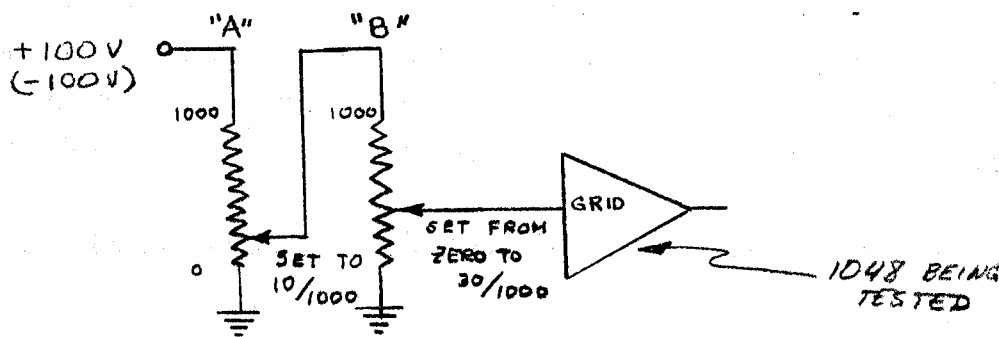 "A"
"B"
+100V
(-100V)
1000
1000
GRID
SET TO
10/1000
SET FROM
ZERO TO
30/1000
0
1048 BEING
TESTED